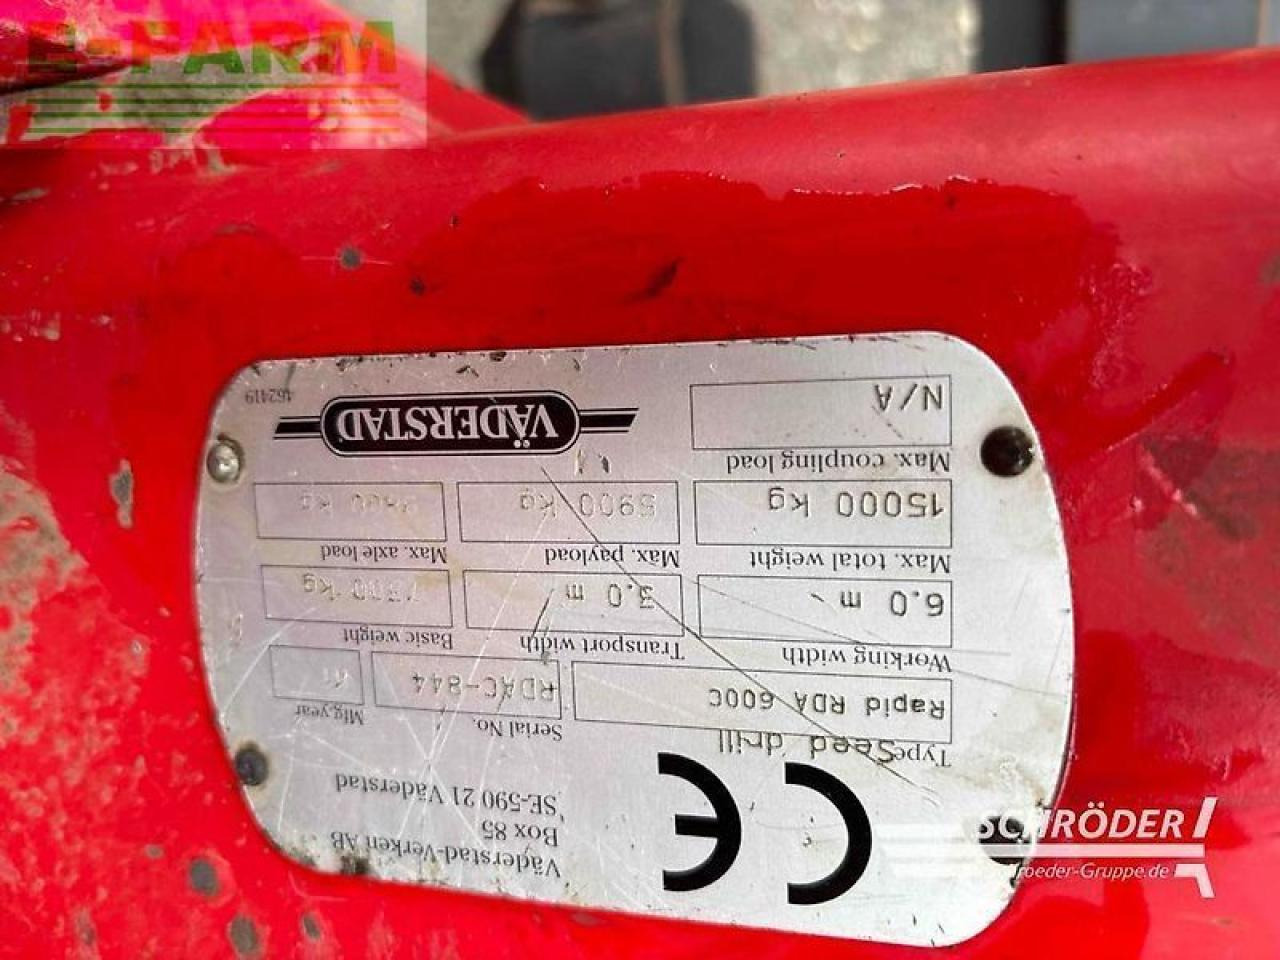 E-FARM
Väderstad-Verken AB
Box 85
SE-590 21 Väderstad
CE
Type Seed drill
Serial No.
Mfg.year
Rapid RDA 600C
RDAC-844
Working width
Transport width
Basic weight
6.0 m
3.0 m
Max. total weight
Max. payload
Max. axle load
15000 kg
5900 kg
kg
Max. coupling load
N/A
VÄDERSTAD
462419
SCHRÖDER
Schroeder-Gruppe.de